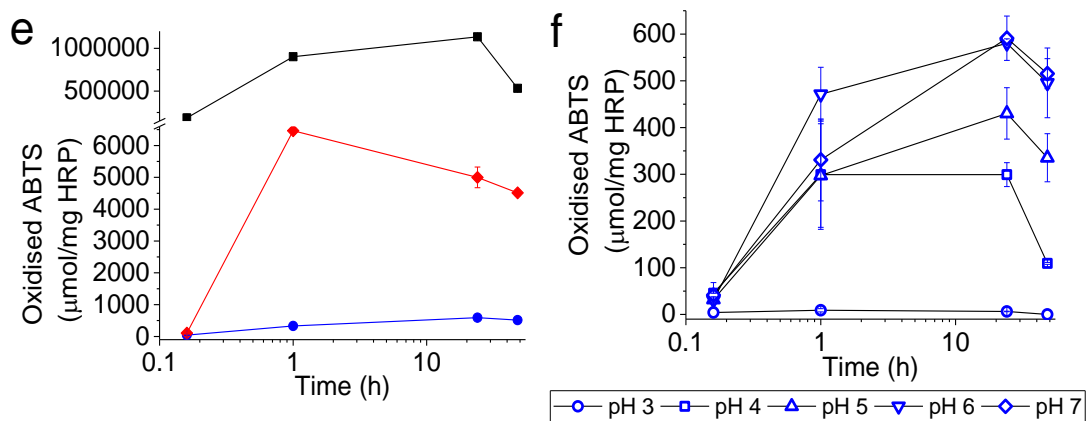 e
Oxidised ABTS
(µmol/mg HRP)
1000000
500000
6000
5000
4000
3000
2000
1000
0
0.1
1
10
Time (h)
f
Oxidised ABTS
(µmol/mg HRP)
600
500
400
300
200
100
0
0.1
1
10
Time (h)
pH 3
pH 4
pH 5
pH 6
pH 7